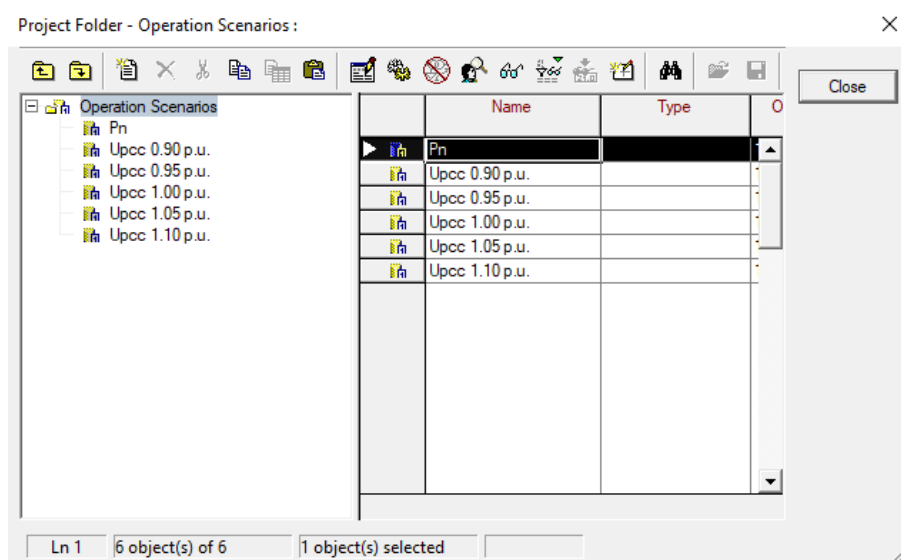 Project Folder - Operation Scenarios :
Close
Operation Scenarios
Pn
Upcc 0.90 p.u.
Upcc 0.95 p.u.
Upcc 1.00 p.u.
Upcc 1.05 p.u.
Upcc 1.10 p.u.
Name Type O
Pn
Upcc 0.90 p.u.
Upcc 0.95 p.u.
Upcc 1.00 p.u.
Upcc 1.05 p.u.
Upcc 1.10 p.u.
Ln 1 6 object(s) of 6 1 object(s) selected